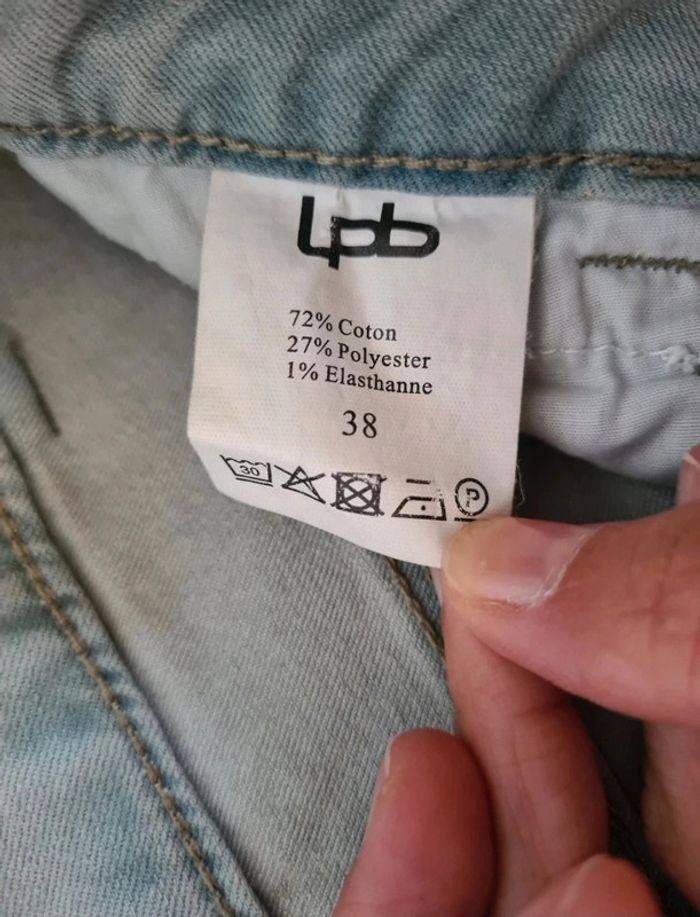 Lpb
72% Coton
27% Polyester
1% Elasthanne
38
30 P